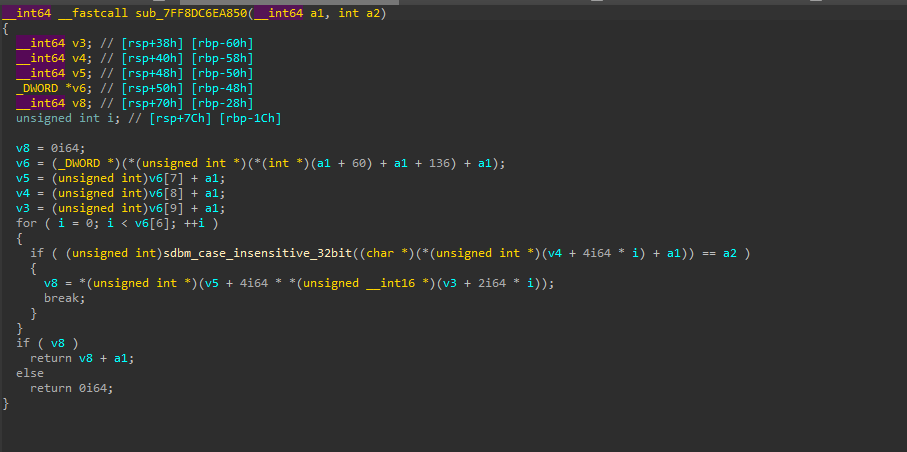 __int64 __fastcall sub_7FF8DC6EA850(__int64 a1, int a2)
{
  __int64 v3; // [rsp+38h] [rbp-60h]
  __int64 v4; // [rsp+40h] [rbp-58h]
  __int64 v5; // [rsp+48h] [rbp-50h]
  _DWORD *v6; // [rsp+50h] [rbp-48h]
  __int64 v8; // [rsp+70h] [rbp-28h]
  unsigned int i; // [rsp+7Ch] [rbp-1Ch]

  v8 = 0i64;
  v6 = (_DWORD *)(*(unsigned int *)(*(int *)(a1 + 60) + a1 + 136) + a1);
  v5 = (unsigned int)v6[7] + a1;
  v4 = (unsigned int)v6[8] + a1;
  v3 = (unsigned int)v6[9] + a1;
  for ( i = 0; i < v6[6]; ++i )
  {
    if ( (unsigned int)sdbm_case_insensitive_32bit((char *)(*(unsigned int *)(v4 + 4i64 * i) + a1)) == a2 )
    {
      v8 = *(unsigned int *)(v5 + 4i64 * *(unsigned __int16 *)(v3 + 2i64 * i));
      break;
    }
  }
  if ( v8 )
    return v8 + a1;
  else
    return 0i64;
}